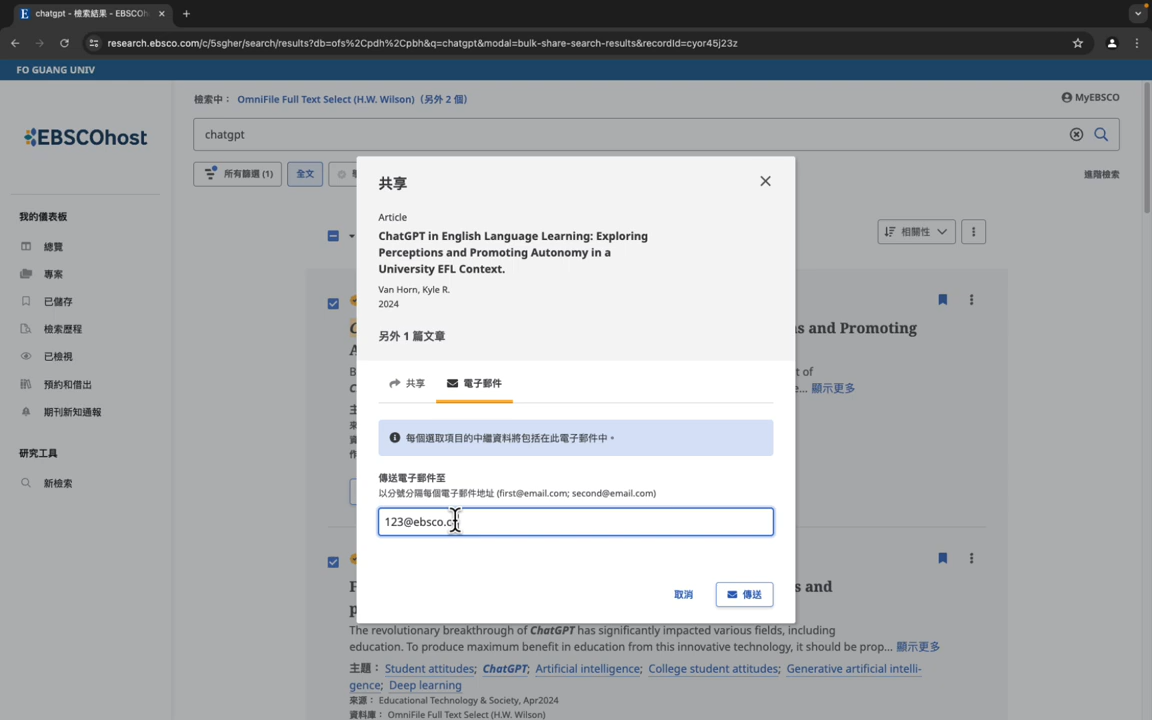 chatgpt - 檢索結果 - EBSCOh
research.ebsco.com/c/5sgher/search/results?db=ofs%2Cpdh%2Cpbh&q=chatgpt&modal=bulk-share-search-results&recordId=cyor45j23z
FO GUANG UNIV
檢索中： OmniFile Full Text Select (H.W. Wilson)（另外 2 個）
MyEBSCO
EBSCOhost
chatgpt
所有篩選 (1)
全文
進階檢索
我的儀表板
總覽
專案
已儲存
檢索歷程
已檢視
預約和借出
期刊新知通報
研究工具
新檢索
相關性
共享
Article
ChatGPT in English Language Learning: Exploring
Perceptions and Promoting Autonomy in a
University EFL Context.
Van Horn, Kyle R.
2024
另外 1 篇文章
共享
電子郵件
每個選取項目的中繼資料將包括在此電子郵件中。
傳送電子郵件至
以分號分隔每個電子郵件地址 (first@email.com; second@email.com)
123@ebsco.c
取消
傳送
s and Promoting
t of
e... 顯示更多
s and
The revolutionary breakthrough of ChatGPT has significantly impacted various fields, including
education. To produce maximum benefit in education from this innovative technology, it should be prop... 顯示更多
主題： Student attitudes; ChatGPT; Artificial intelligence; College student attitudes; Generative artificial intelli-
gence; Deep learning
來源： Educational Technology & Society, Apr2024
資料庫： OmniFile Full Text Select (H.W. Wilson)